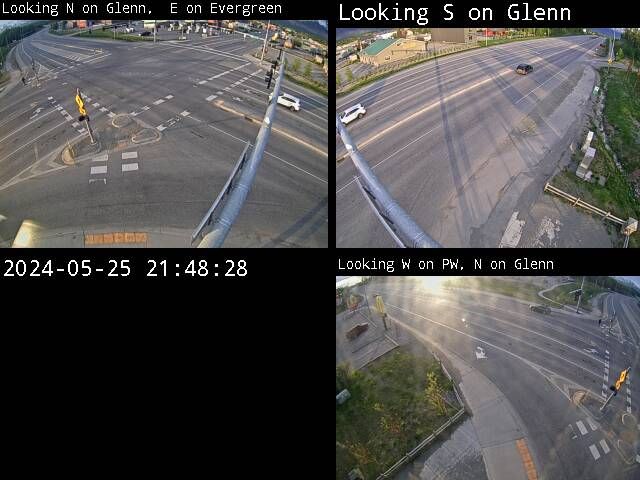 Looking N on Glenn,  E on Evergreen
Looking S on Glenn
2024-05-25 21:48:28
Looking W on PW, N on Glenn